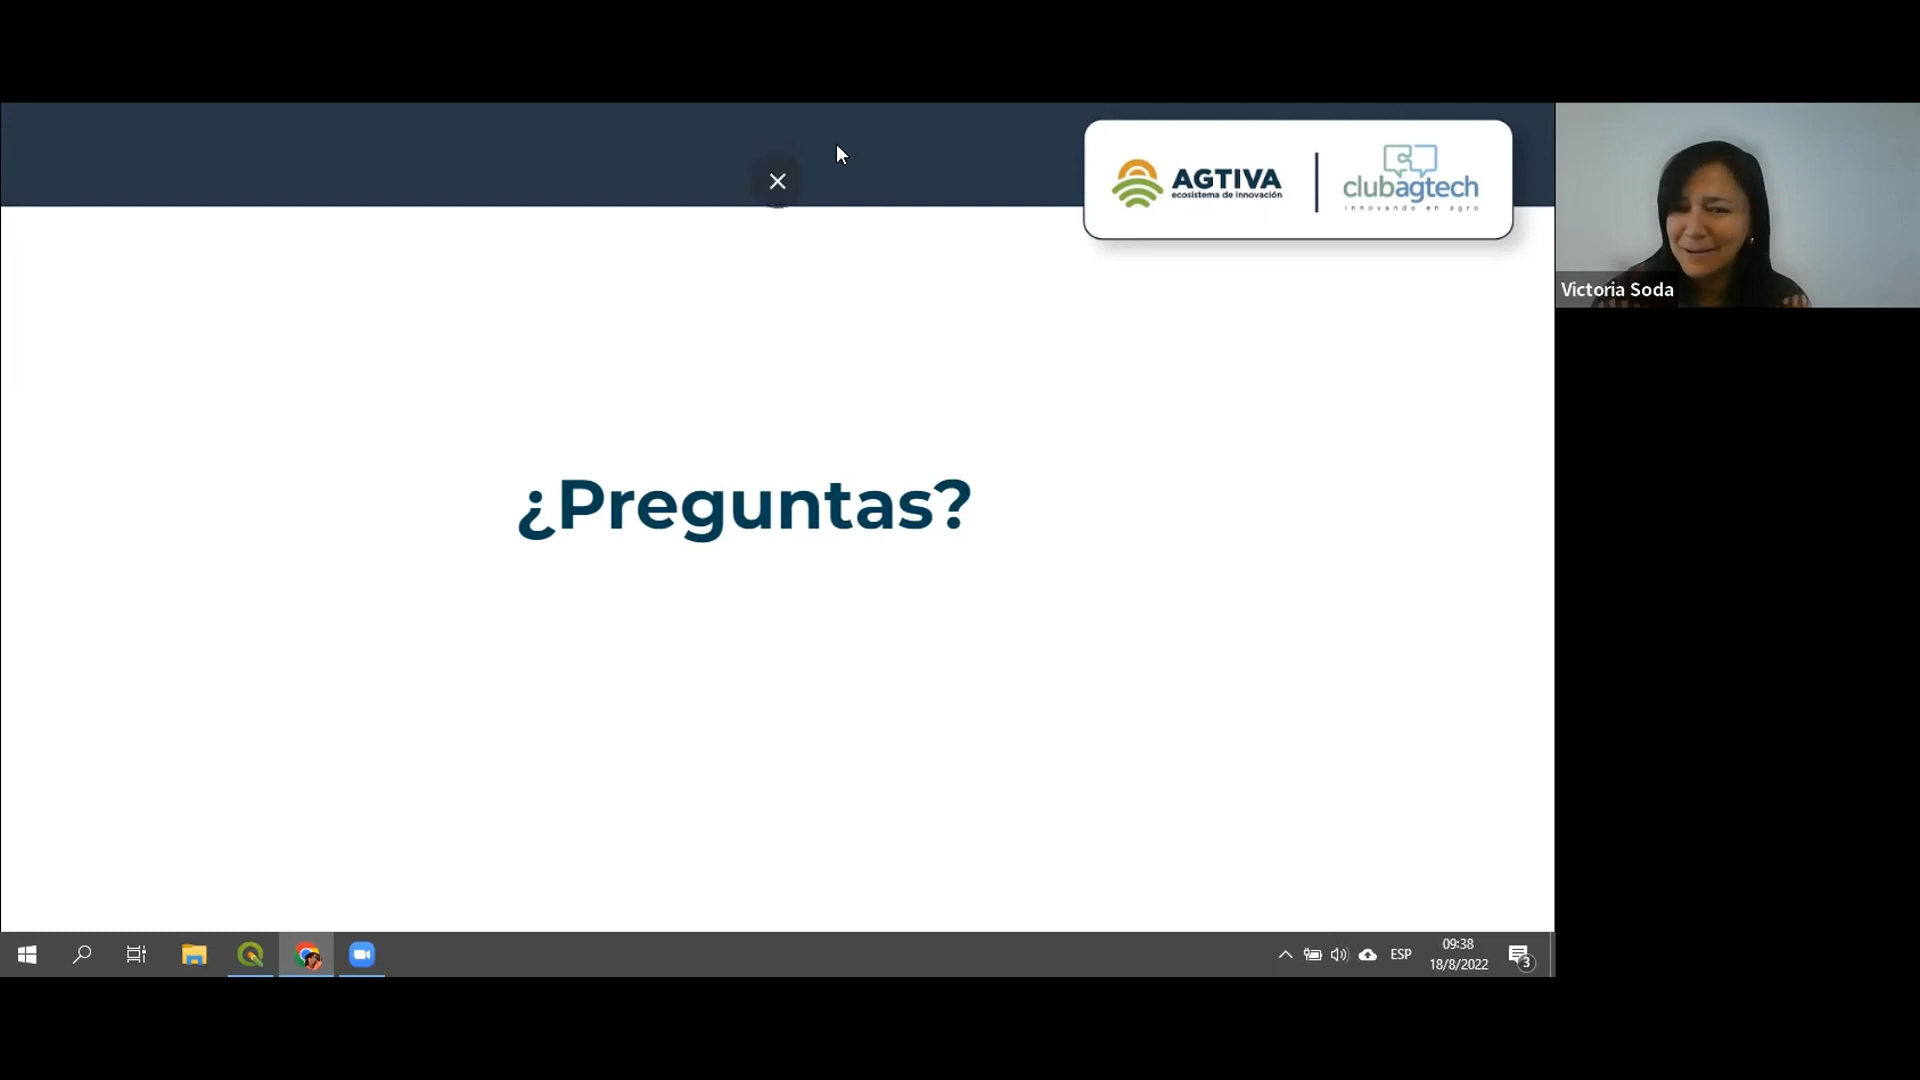 AGTIVA
ecosistema de innovación
clubagtech
innovando en agro
Victoria Soda
¿Preguntas?
ESP
09:38
18/8/2022
3